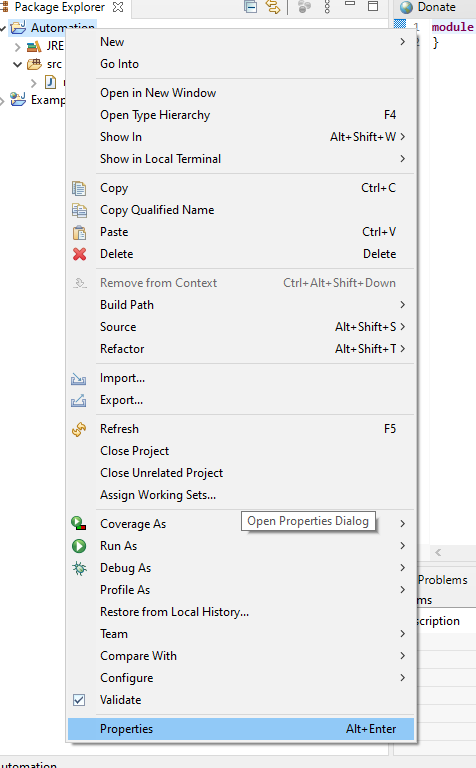 Package Explorer
Donate
Automation
JRE
src
Examp
1 module
}
New
Go Into
Open in New Window
Open Type Hierarchy F4
Show In Alt+Shift+W
Show in Local Terminal
Copy Ctrl+C
Copy Qualified Name
Paste Ctrl+V
Delete Delete
Remove from Context Ctrl+Alt+Shift+Down
Build Path
Source Alt+Shift+S
Refactor Alt+Shift+T
Import...
Export...
Refresh F5
Close Project
Close Unrelated Project
Assign Working Sets...
Open Properties Dialog
Coverage As
Run As
Debug As
Profile As
Restore from Local History...
Team
Compare With
Configure
Validate
Properties Alt+Enter
Problems
ms
scription
utomation